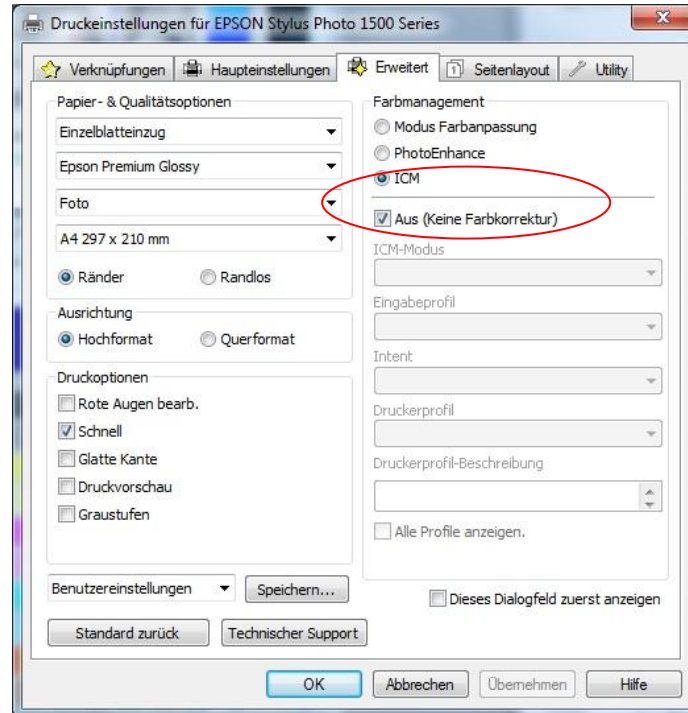 Druckeinstellungen für EPSON Stylus Photo 1500 Series
Verknüpfungen
Haupteinstellungen
Erweitert
Seitenlayout
Utility
Papier- & Qualitätsoptionen
Einzelblatteinzug
Epson Premium Glossy
Foto
A4 297 x 210 mm
Ränder
Randlos
Ausrichtung
Hochformat
Querformat
Druckoptionen
Rote Augen bearb.
Schnell
Glatte Kante
Druckvorschau
Graustufen
Farbmanagement
Modus Farbanpassung
PhotoEnhance
ICM
Aus (Keine Farbkorrektur)
ICM-Modus
Eingabeprofil
Intent
Druckerprofil
Druckerprofil-Beschreibung
Alle Profile anzeigen.
Benutzereinstellungen
Speichern...
Dieses Dialogfeld zuerst anzeigen
Standard zurück
Technischer Support
OK
Abbrechen
Übernehmen
Hilfe